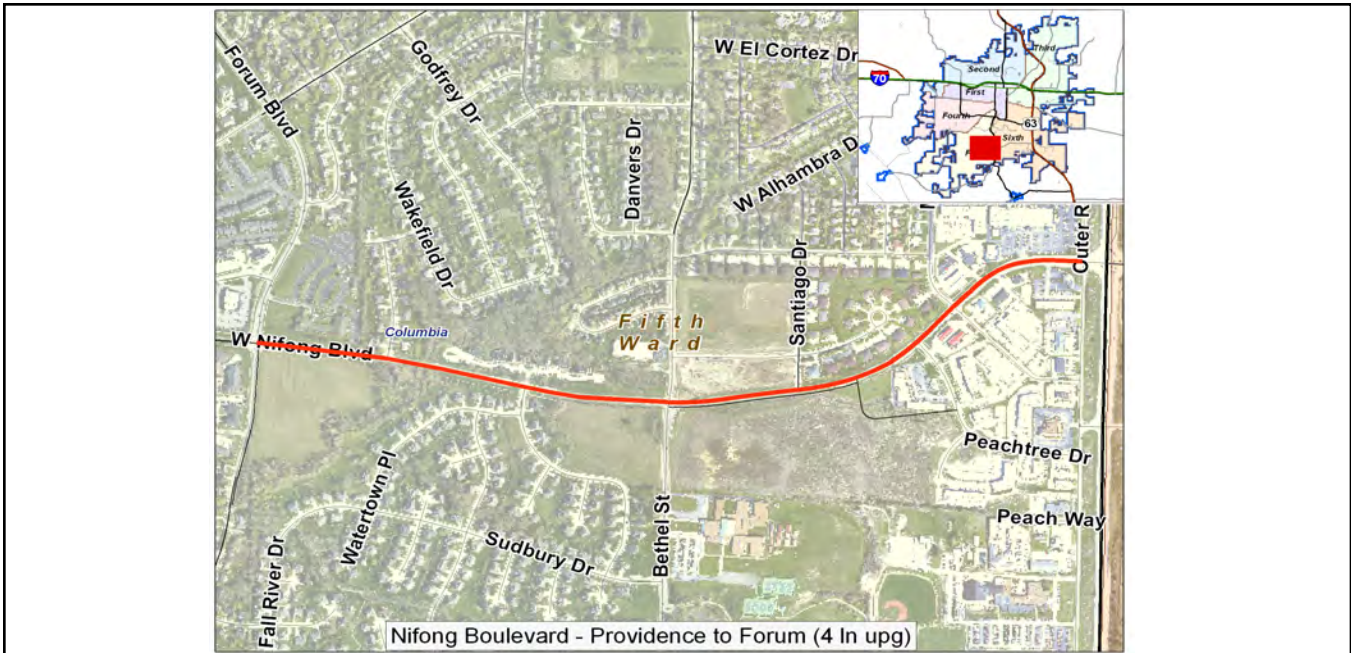 Forum Blvd
Godfrey Dr
W El Cortez Dr
Danvers Dr
Wakefield Dr
W Alhambra D
70
63
Second
Third
First
Fourth
Sixth
F
Outer R
Santiago Dr
Fifth
Ward
Columbia
W Nifong Blvd
Peachtree Dr
Peach Way
Watertown Pl
Sudbury Dr
Bethel St
Fall River Dr
Nifong Boulevard - Providence to Forum (4 ln upg)